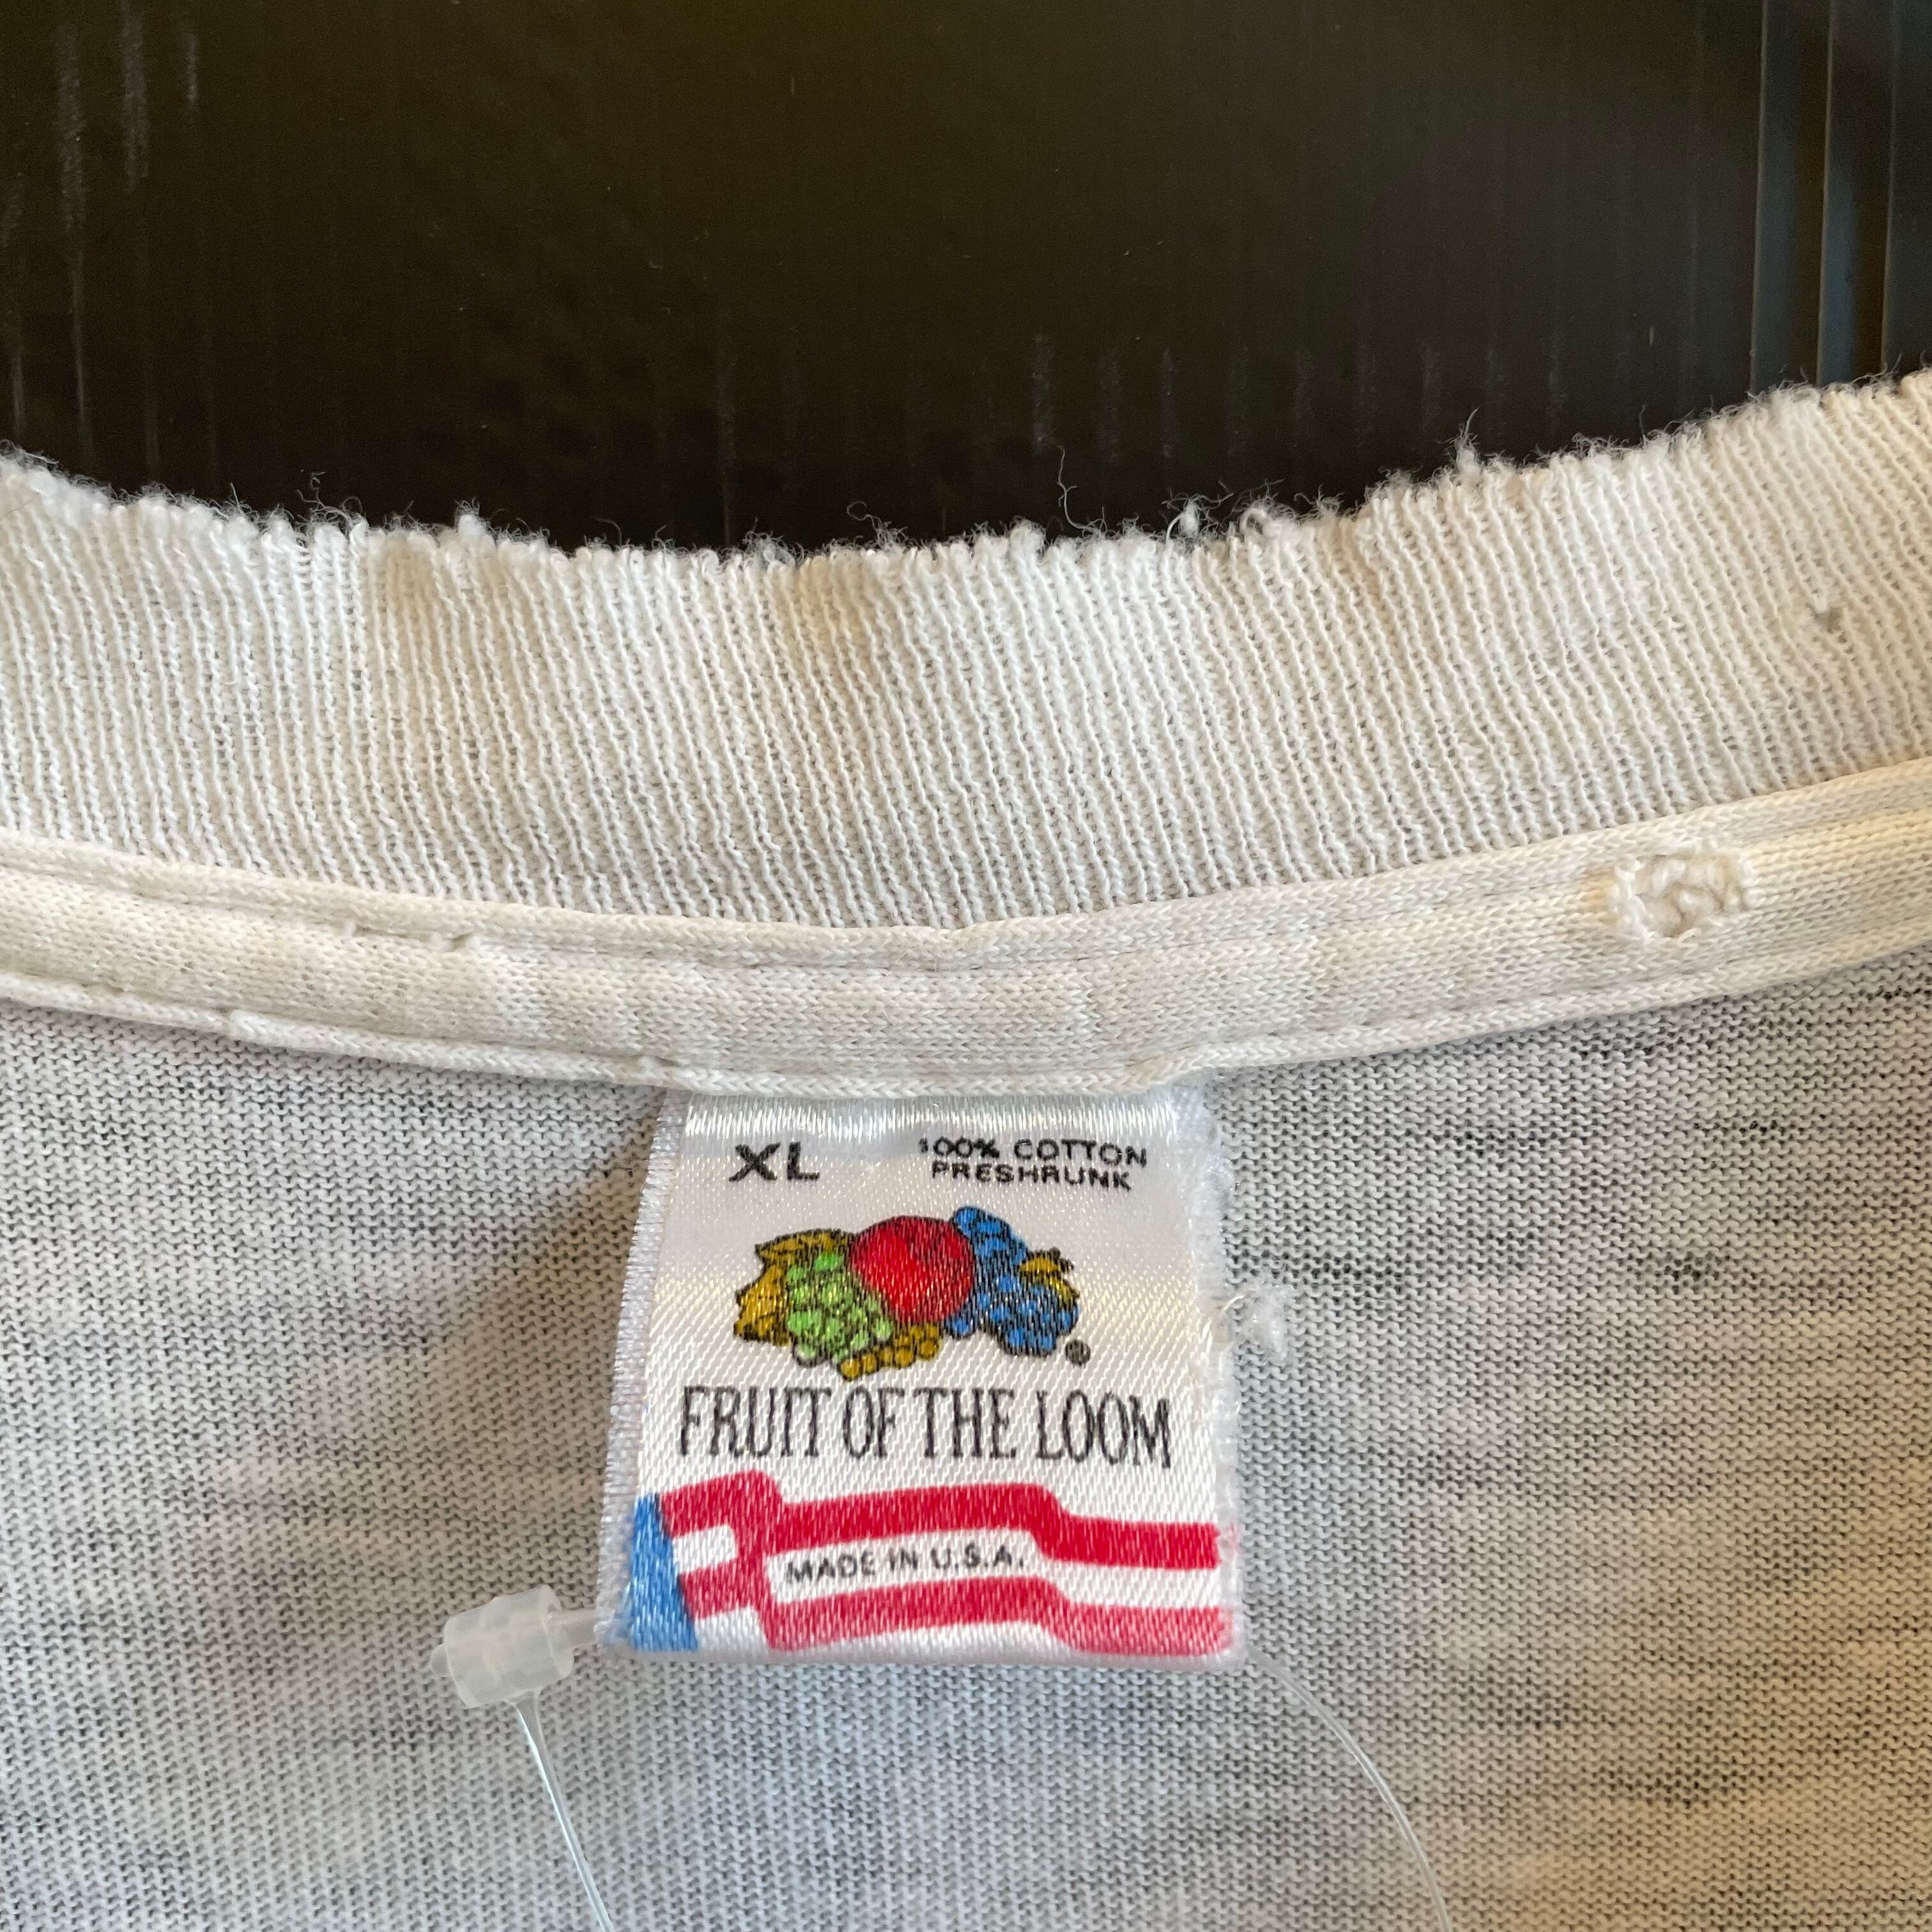 XL
100% COTTON
PRESHRUNK
®
FRUIT OF THE LOOM
MADE IN U.S.A.